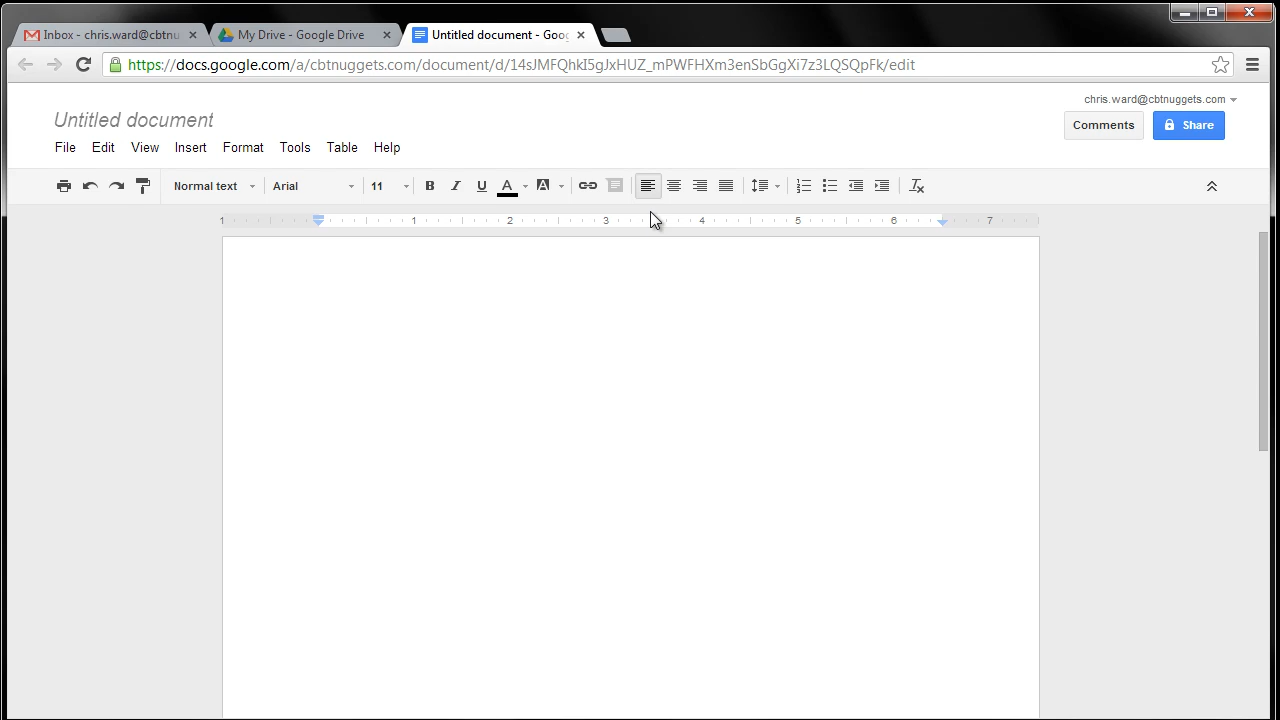 Inbox - chris.ward@cbtnu
My Drive - Google Drive
Untitled document - Goo
https://docs.google.com/a/cbtnuggets.com/document/d/14sJMFQhkI5gJxHUZ_mPWFHXm3enSbGgXi7z3LQSQpFk/edit
chris.ward@cbtnuggets.com
Untitled document
Comments
Share
File Edit View Insert Format Tools Table Help
Normal text Arial 11 B I U A A
1 1 2 3 4 5 6 7